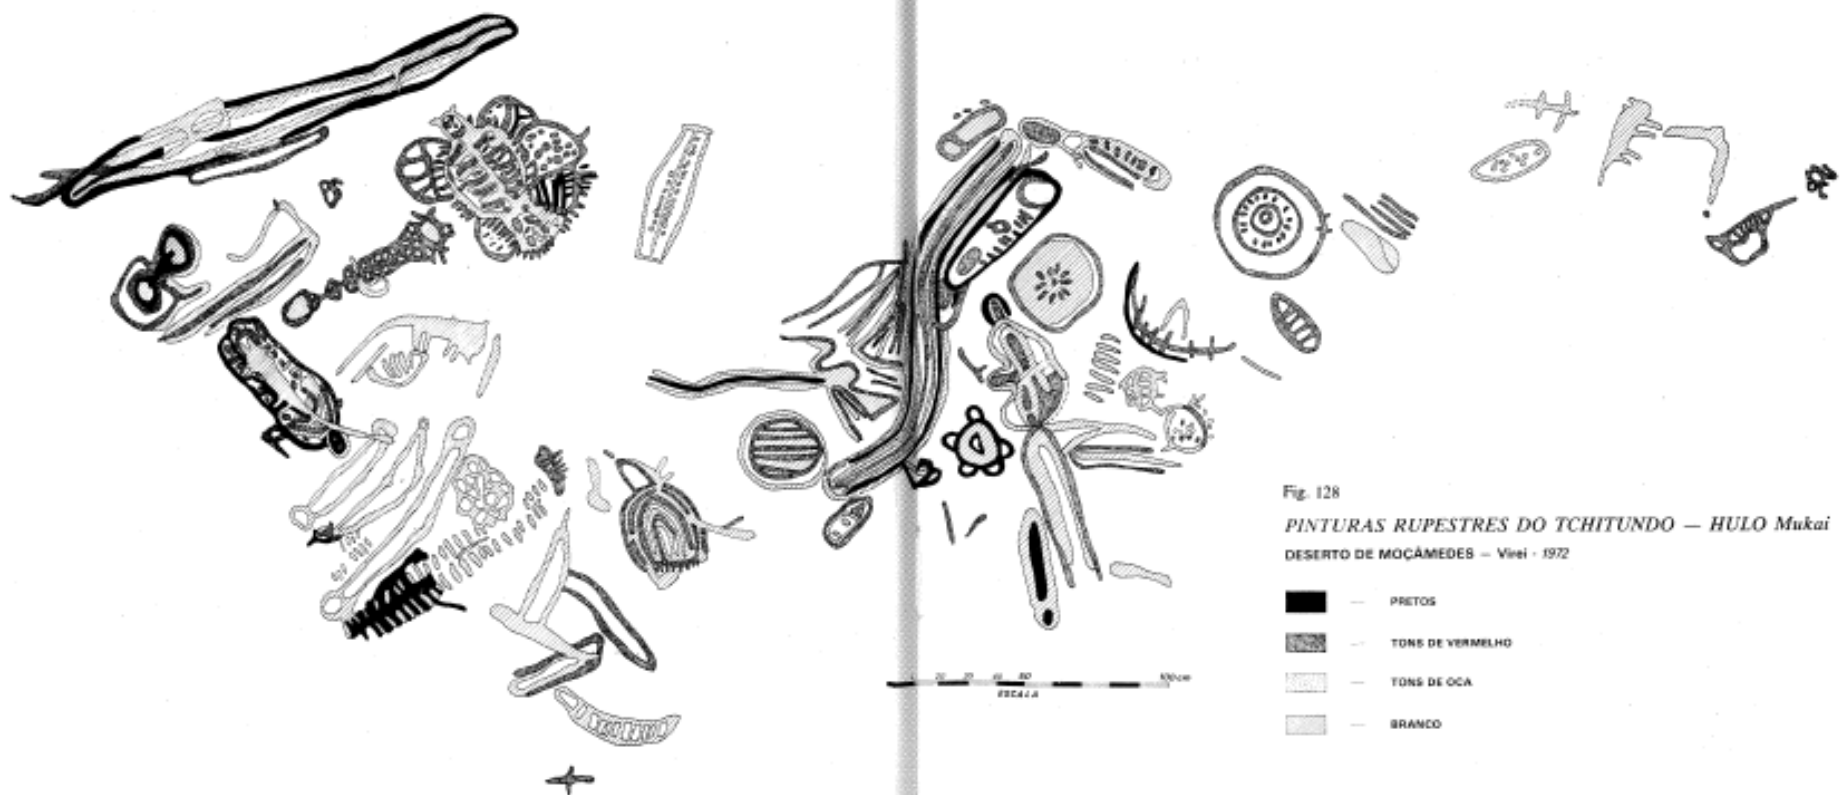 Fig. 128
PINTURAS RUPESTRES DO TCHITUNDO — HULO Mukai
DESERTO DE MOÇÂMEDES — Virei - 1972
— PRETOS
— TONS DE VERMELHO
— TONS DE OCA
— BRANCO
100cm
ESCALA